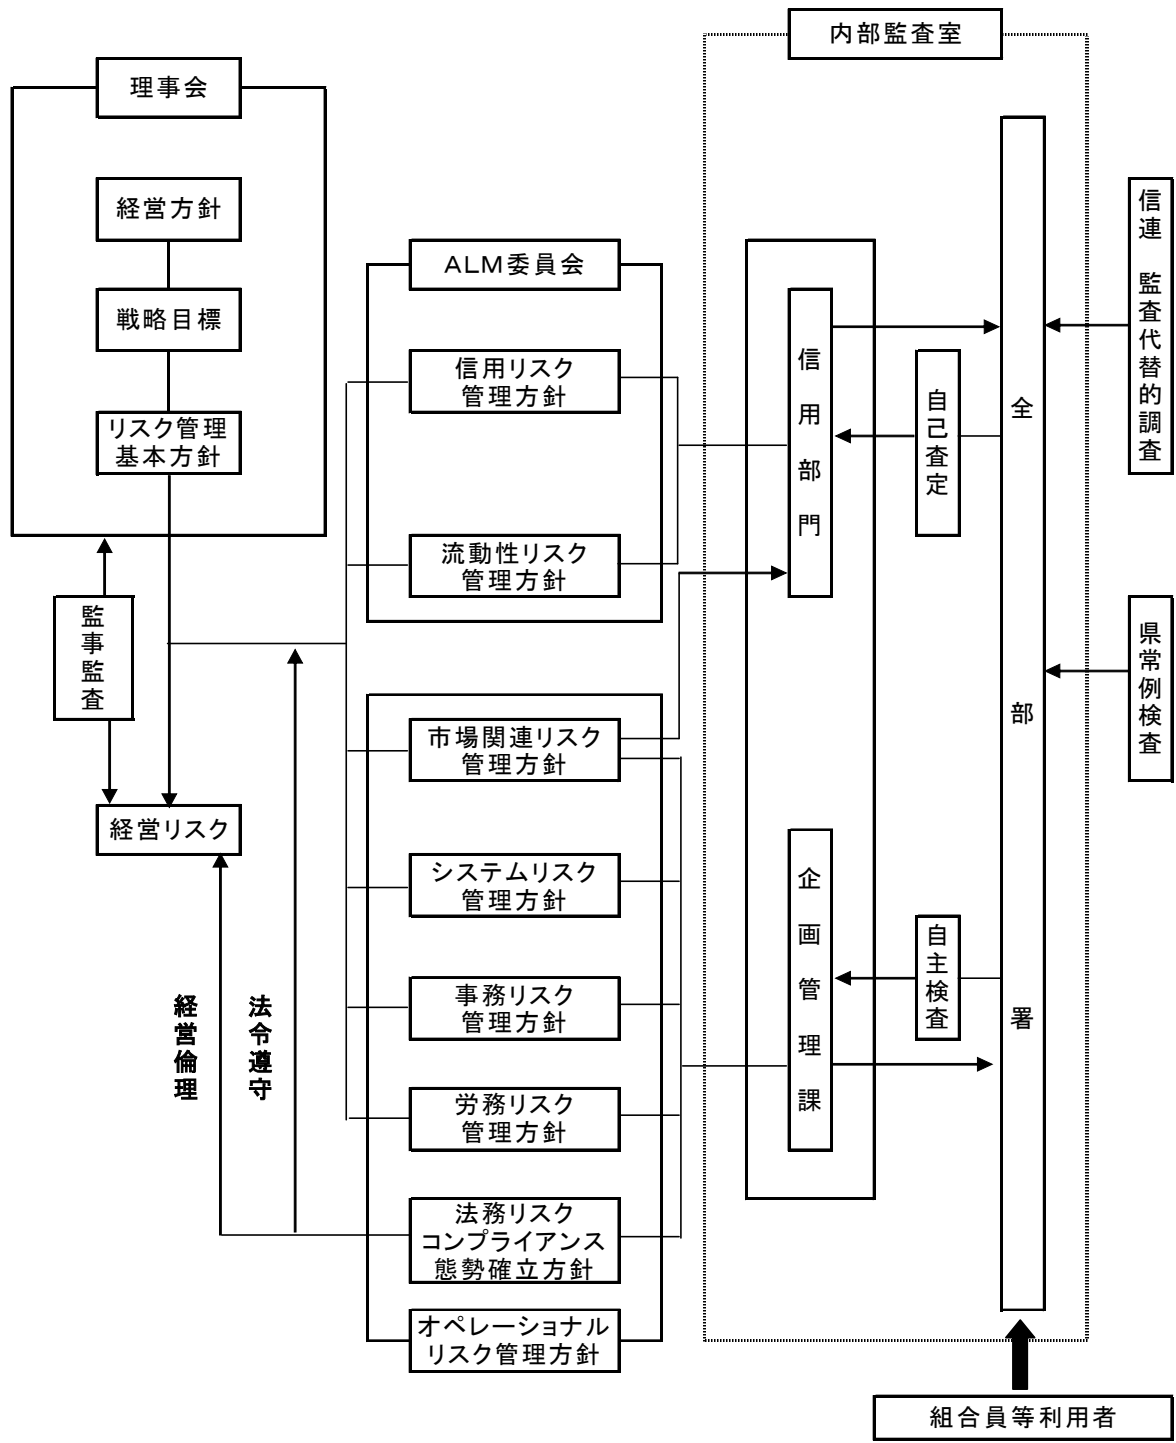 内部監査室
理事会
経営方針
戦略目標
リスク管理
基本方針
監事監査
経営リスク
経営倫理
法令遵守
ALM委員会
信用リスク
管理方針
流動性リスク
管理方針
市場関連リスク
管理方針
システムリスク
管理方針
事務リスク
管理方針
労務リスク
管理方針
法務リスク
コンプライアンス
態勢確立方針
オペレーショナル
リスク管理方針
信用部門
企画管理課
自己査定
自主検査
全部署
信連 監査代替的調査
県常例検査
組合員等利用者